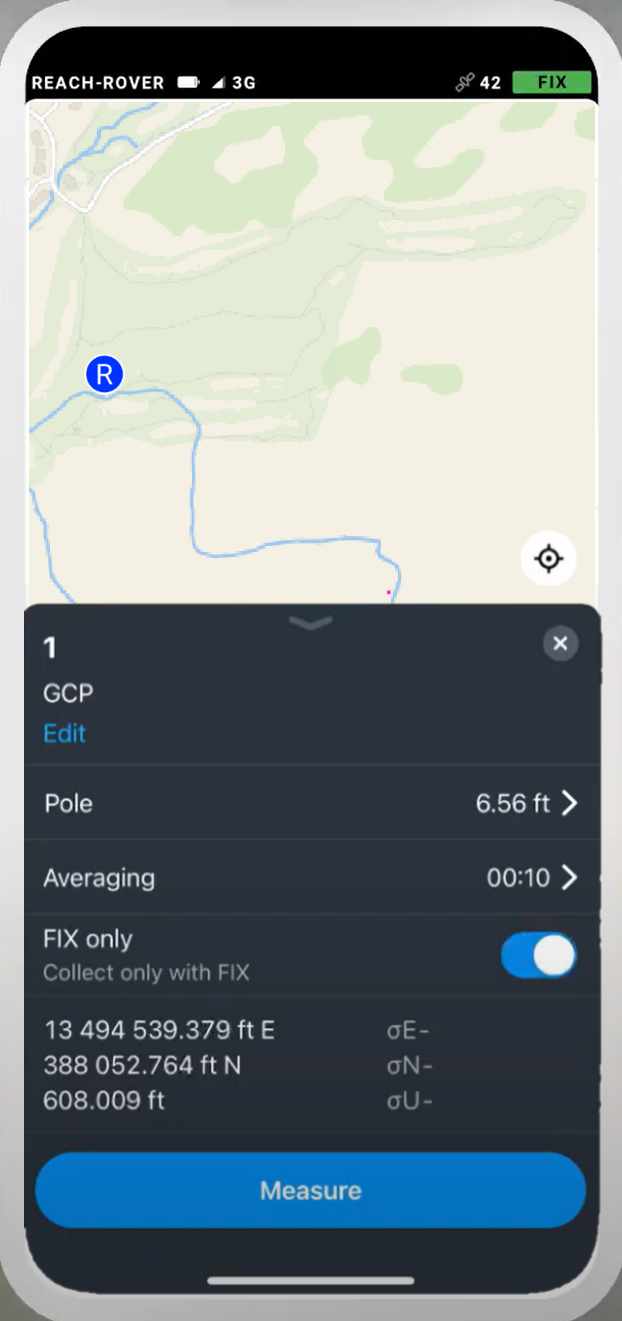 REACH-ROVER 3G 42 FIX
R
1
GCP
Edit
Pole 6.56 ft
Averaging 00:10
FIX only
Collect only with FIX
13 494 539.379 ft E σE-
388 052.764 ft N σN-
608.009 ft σU-
Measure